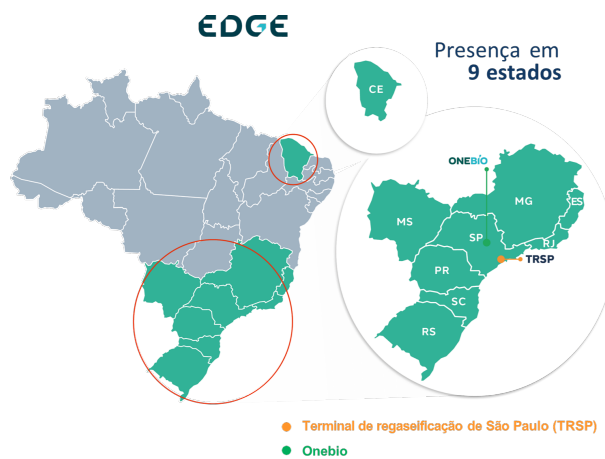 EDGE
Presença em
9 estados
CE
ONEBIO
MG
ES
MS
SP
RJ
TRSP
PR
SC
RS
Terminal de regaseificação de São Paulo (TRSP)
Onebio